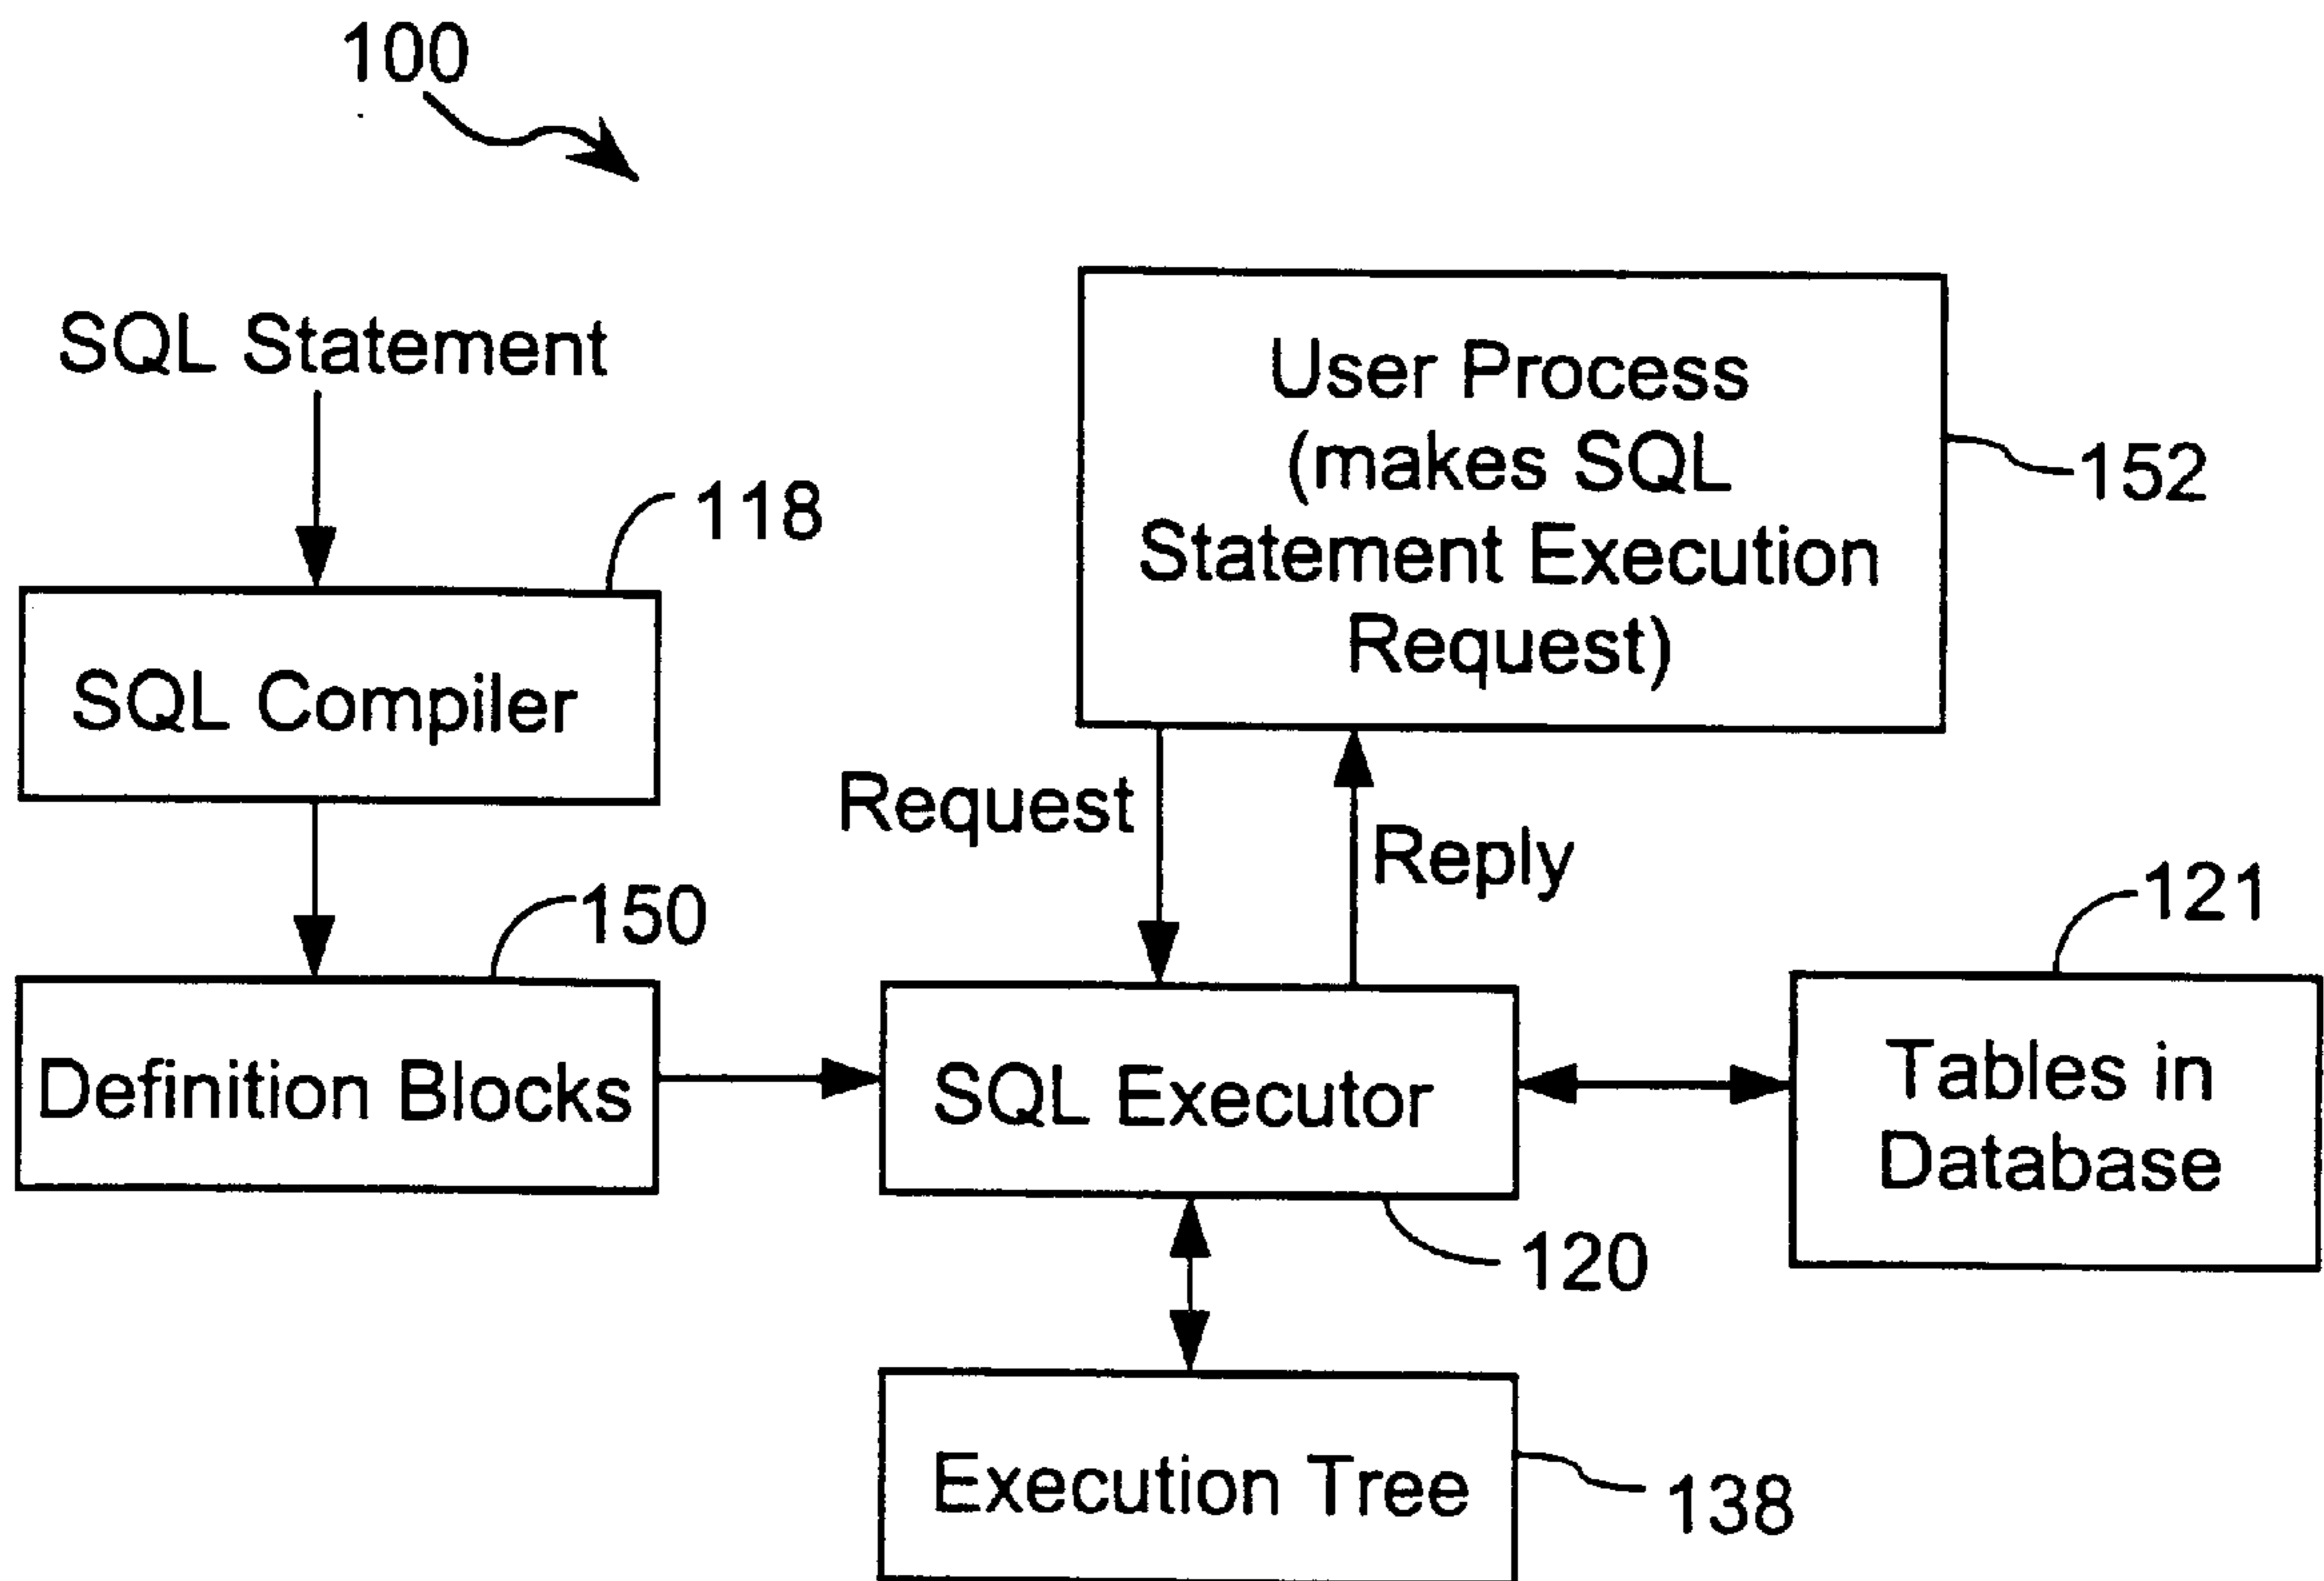 100
SQL Statement
118
SQL Compiler
150
Definition Blocks
User Process
(makes SQL
Statement Execution
Request)
152
Request
Reply
121
SQL Executor
120
Tables in
Database
Execution Tree
138